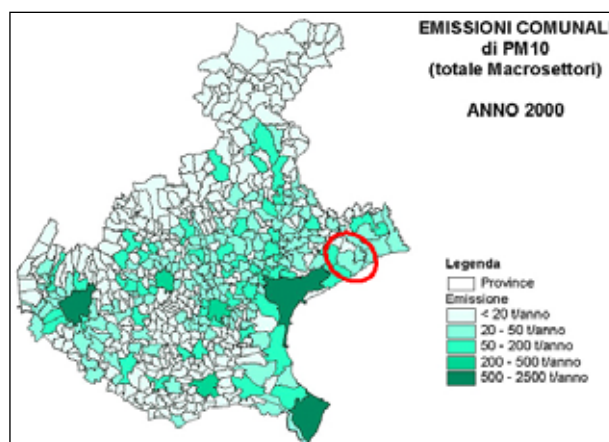 EMISSIONI COMUNALI
di PM10
(totale Macrosettori)
ANNO 2000
Legenda
Province
Emissione
< 20 t/anno
20 - 50 t/anno
50 - 200 t/anno
200 - 500 t/anno
500 - 2500 t/anno